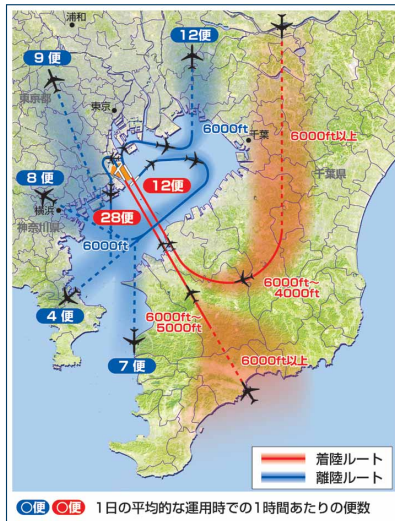 浦和
9便
12便
東京都
東京
6000ft
千葉
6000ft以上
千葉県
8便
12便
横浜
28便
神奈川県
6000ft
6000ft〜
4000ft
4便
6000ft〜
5000ft
7便
6000ft以上
着陸ルート
離陸ルート
○便 ○便 1日の平均的な運用時での1時間あたりの便数